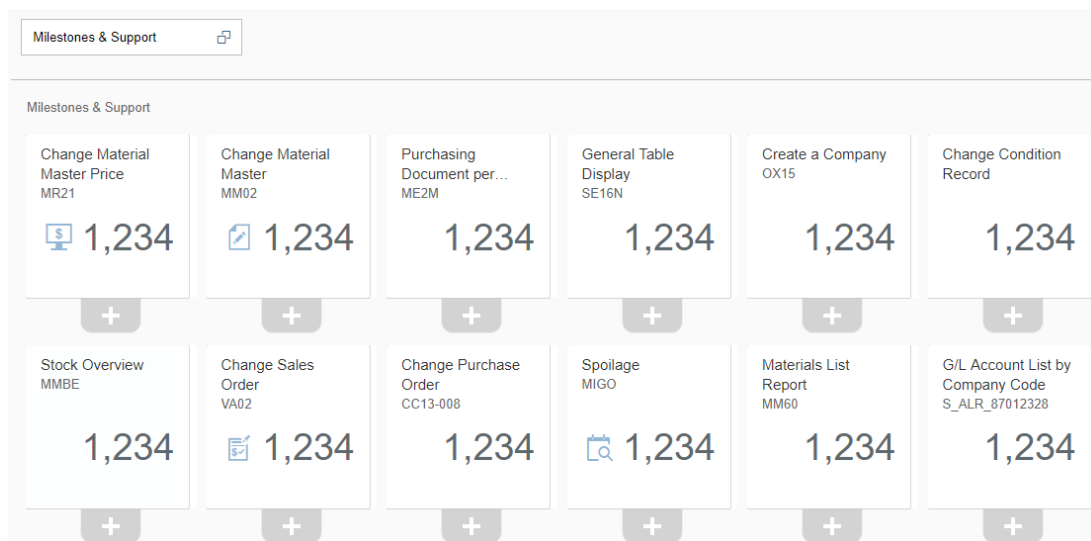 Milestones & Support
Milestones & Support
Change Material
Master Price
MR21
1,234
Change Material
Master
MM02
1,234
Purchasing
Document per...
ME2M
1,234
General Table
Display
SE16N
1,234
Create a Company
OX15
1,234
Change Condition
Record
1,234
Stock Overview
MMBE
1,234
Change Sales
Order
VA02
1,234
Change Purchase
Order
CC13-008
1,234
Spoilage
MIGO
1,234
Materials List
Report
MM60
1,234
G/L Account List by
Company Code
S_ALR_87012328
1,234